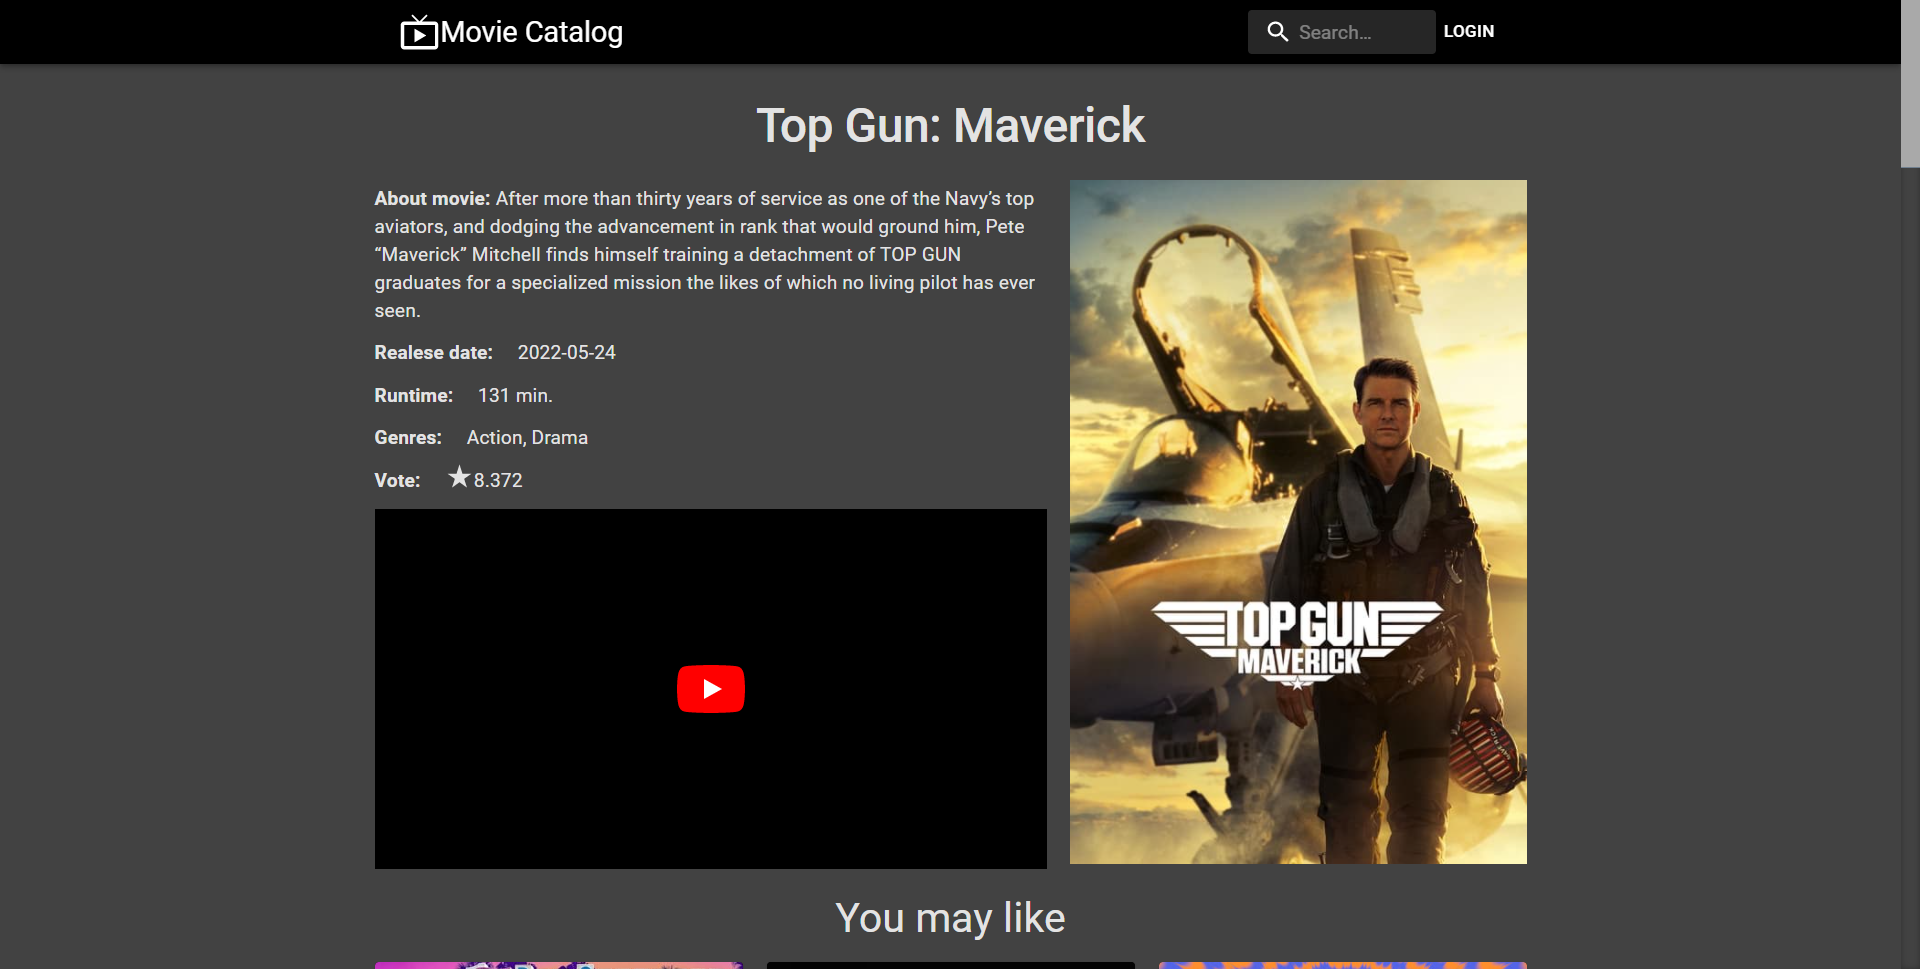 Movie Catalog
Search...
LOGIN
Top Gun: Maverick
About movie: After more than thirty years of service as one of the Navy’s top
aviators, and dodging the advancement in rank that would ground him, Pete
“Maverick” Mitchell finds himself training a detachment of TOP GUN
graduates for a specialized mission the likes of which no living pilot has ever
seen.
Realese date: 2022-05-24
Runtime: 131 min.
Genres: Action, Drama
Vote: ★8.372
TOP GUN
MAVERICK
MAVERICK
You may like